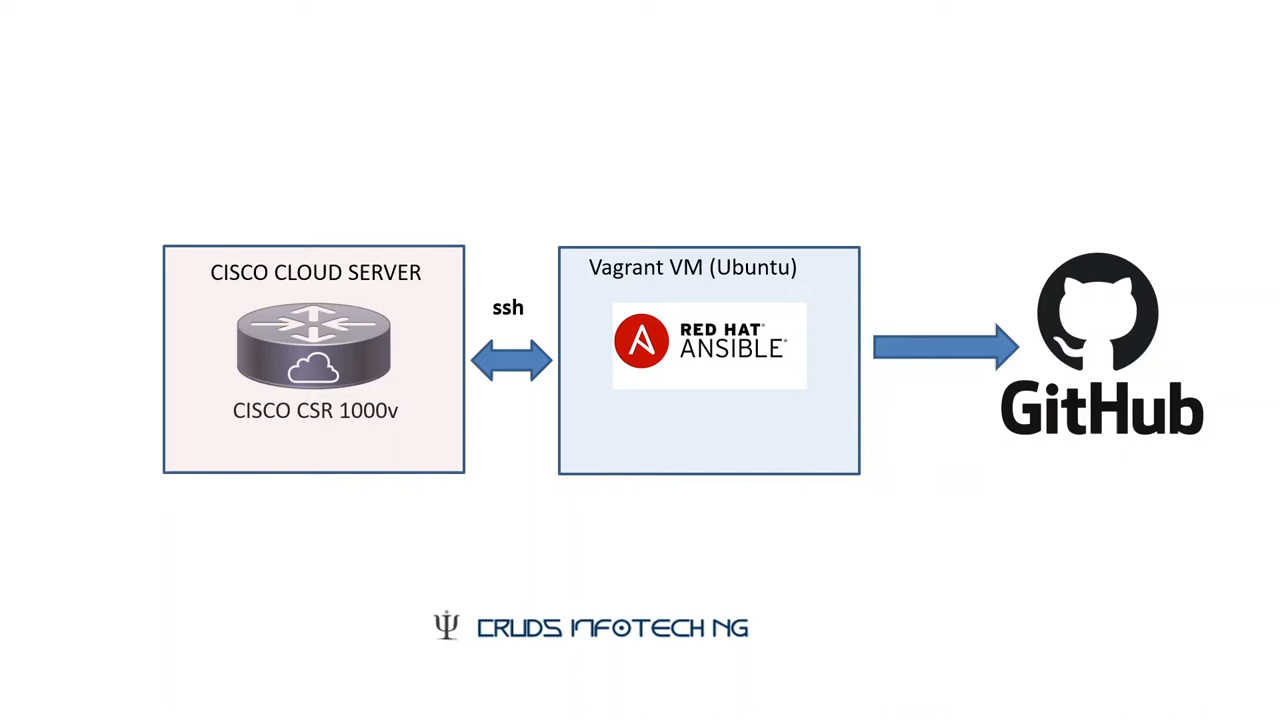 CISCO CLOUD SERVER
CISCO CSR 1000v
ssh
Vagrant VM (Ubuntu)
RED HAT®
ANSIBLE®
GitHub
CRUDS INFOTECH NG